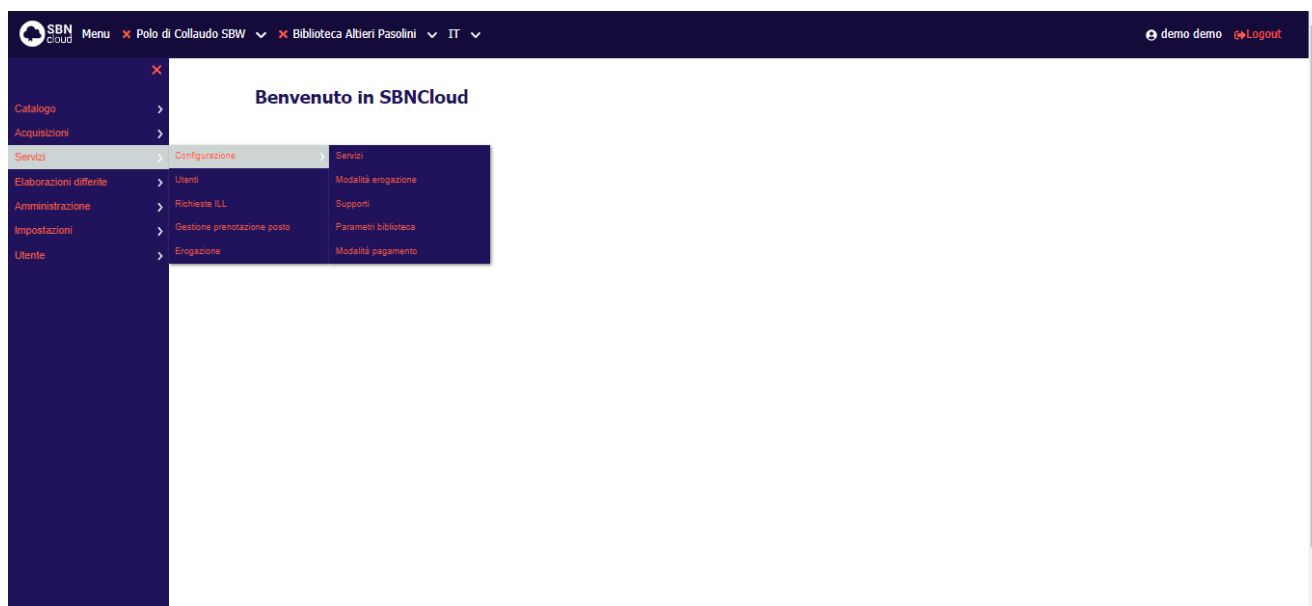 SBN cloud Menu Polo di Collaudo SBW Biblioteca Altieri Pasolini IT demo demo Logout
Benvenuto in SBNCloud
Catalogo
Acquisizioni
Servizi
Elaborazioni differite
Amministrazione
Impostazioni
Utente
Configurazione
Utenti
Richieste ILL
Gestione prenotazione posto
Erogazione
Servizi
Modalità erogazione
Supporti
Parametri biblioteca
Modalità pagamento